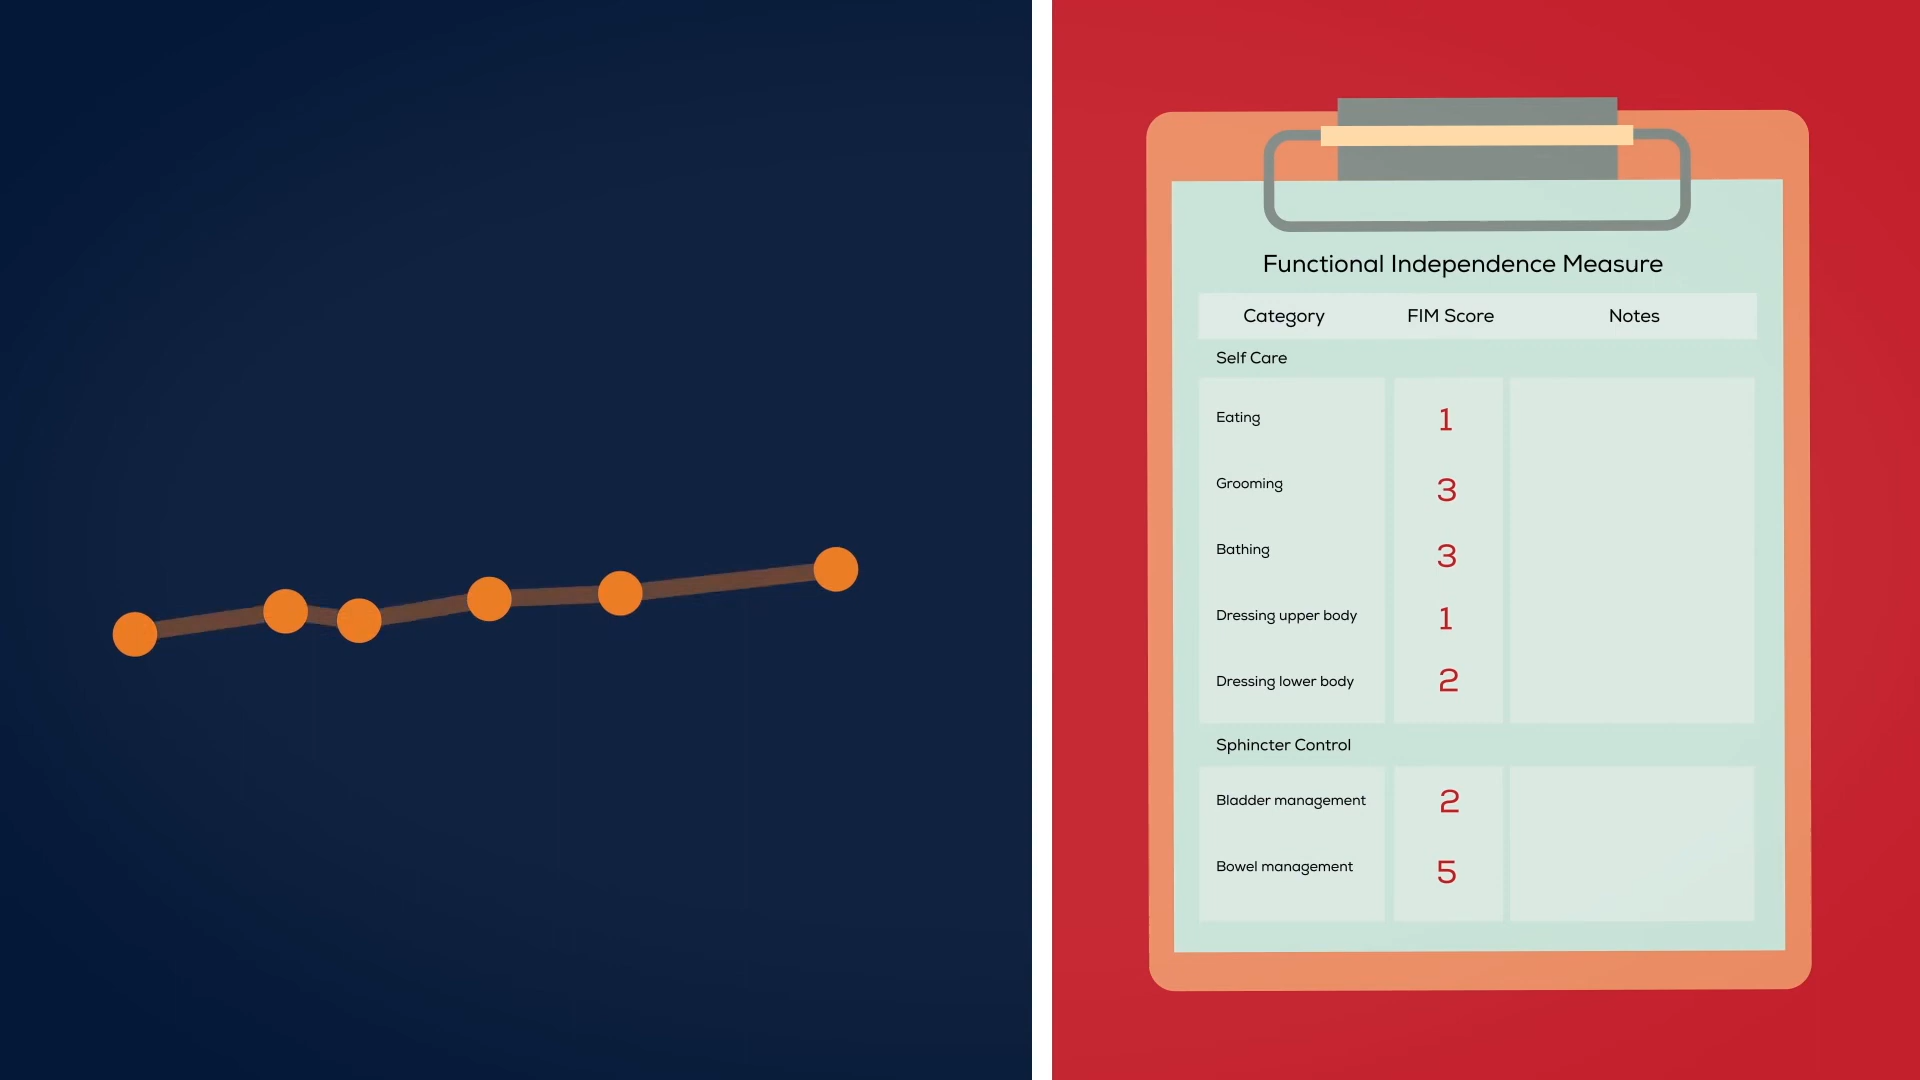 Functional Independence Measure
Category FIM Score Notes
Self Care
Eating 1
Grooming 3
Bathing 3
Dressing upper body 1
Dressing lower body 2
Sphincter Control
Bladder management 2
Bowel management 5